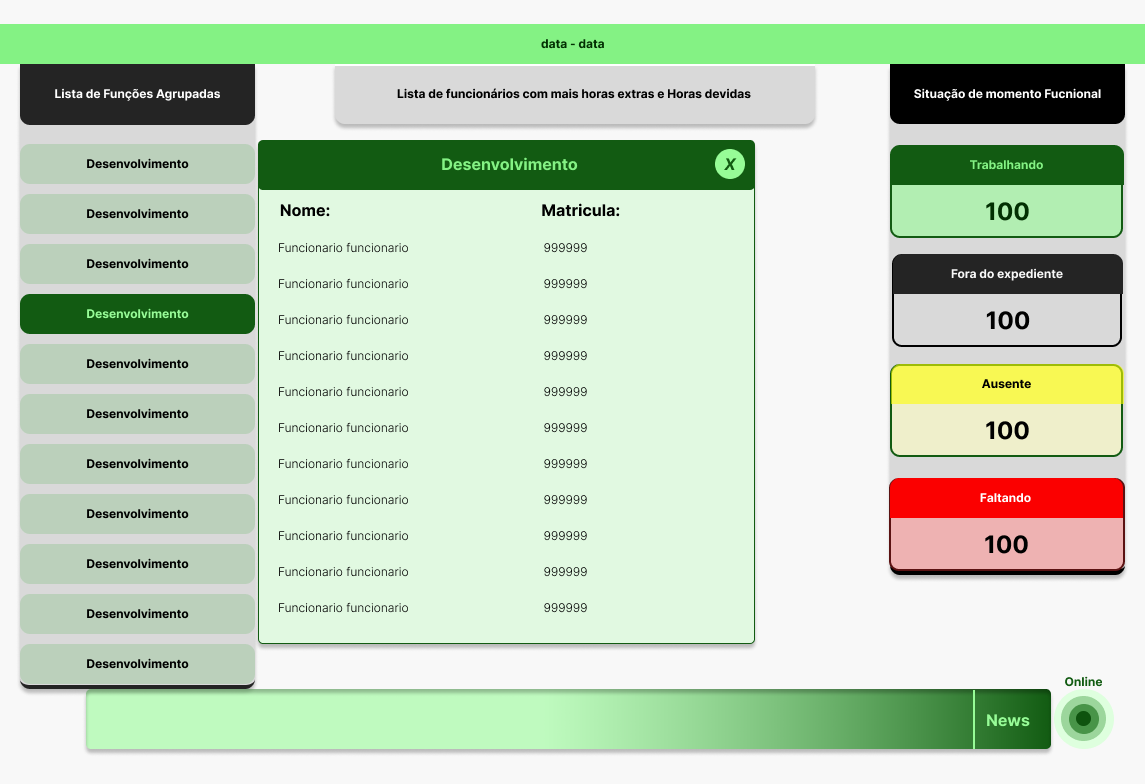 data - data
Lista de Funções Agrupadas
Lista de funcionários com mais horas extras e Horas devidas
Situação de momento Fucnional
Desenvolvimento
Desenvolvimento
Desenvolvimento
Desenvolvimento
Desenvolvimento
Desenvolvimento
Desenvolvimento
Desenvolvimento
Desenvolvimento
Desenvolvimento
Desenvolvimento
Desenvolvimento X
Nome: Matricula:
Funcionario funcionario 999999
Funcionario funcionario 999999
Funcionario funcionario 999999
Funcionario funcionario 999999
Funcionario funcionario 999999
Funcionario funcionario 999999
Funcionario funcionario 999999
Funcionario funcionario 999999
Funcionario funcionario 999999
Funcionario funcionario 999999
Funcionario funcionario 999999
Trabalhando
100
Fora do expediente
100
Ausente
100
Faltando
100
Online
News